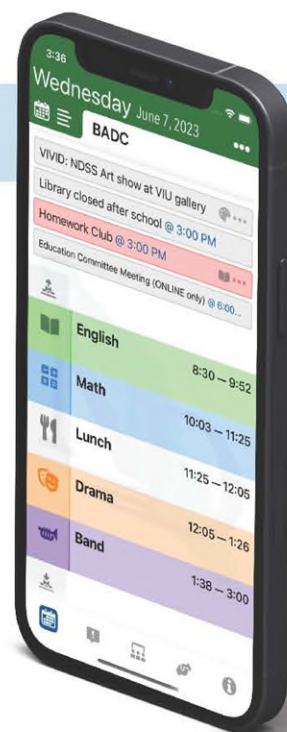 3:36
Wednesday June 7, 2023
BADC
VIVID: NDSS Art show at VIU gallery
Library closed after school @ 3:00 PM
Homework Club @ 3:00 PM
Education Committee Meeting (ONLINE only) @ 6:00...
English 8:30 – 9:52
Math 10:03 – 11:25
Lunch 11:25 – 12:05
Drama 12:05 – 1:26
Band 1:38 – 3:00